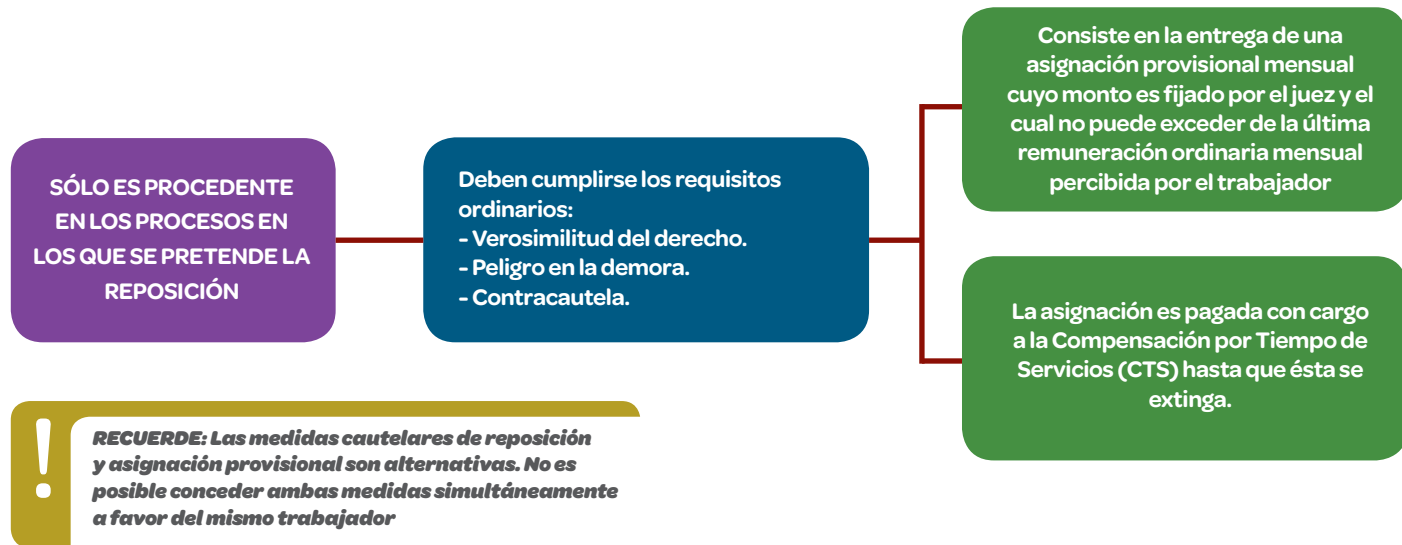 SÓLO ES PROCEDENTE
EN LOS PROCESOS EN
LOS QUE SE PRETENDE LA
REPOSICIÓN
Deben cumplirse los requisitos
ordinarios:
- Verosimilitud del derecho.
- Peligro en la demora.
- Contracautela.
Consiste en la entrega de una
asignación provisional mensual
cuyo monto es fijado por el juez y el
cual no puede exceder de la última
remuneración ordinaria mensual
percibida por el trabajador
La asignación es pagada con cargo
a la Compensación por Tiempo de
Servicios (CTS) hasta que ésta se
extinga.
!
RECUERDE: Las medidas cautelares de reposición
y asignación provisional son alternativas. No es
posible conceder ambas medidas simultáneamente
a favor del mismo trabajador